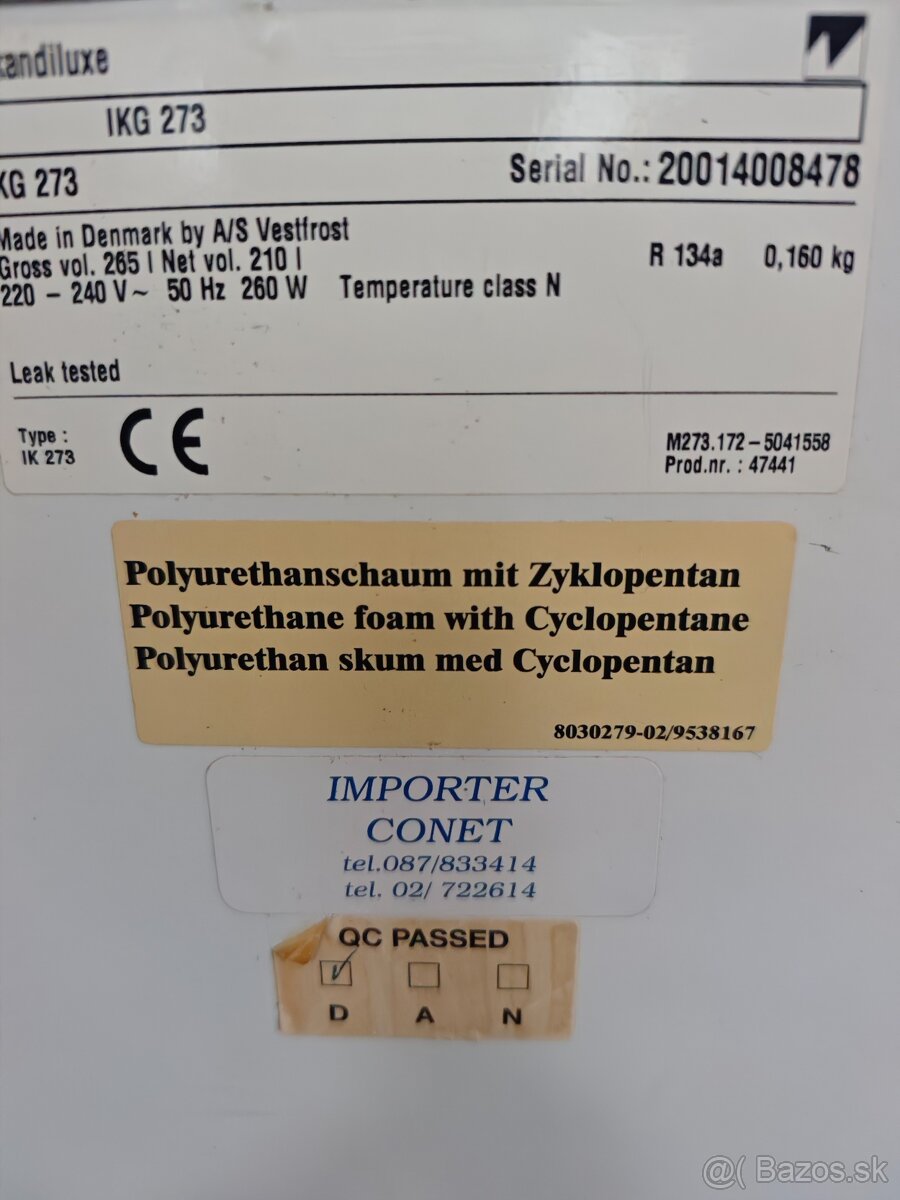 kandiluxe
IKG 273
KG 273 Serial No.: 20014008478
Made in Denmark by A/S Vestfrost
Gross vol. 265 l Net vol. 210 l R 134a 0,160 kg
220 - 240 V~ 50 Hz 260 W Temperature class N
Leak tested
Type :
IK 273
CE
M273.172-5041558
Prod.nr. : 47441
Polyurethanschaum mit Zyklopentan
Polyurethane foam with Cyclopentane
Polyurethan skum med Cyclopentan
8030279-02/9538167
IMPORTER
CONET
tel.087/833414
tel. 02/ 722614
QC PASSED
D A N
@( Bazos.sk